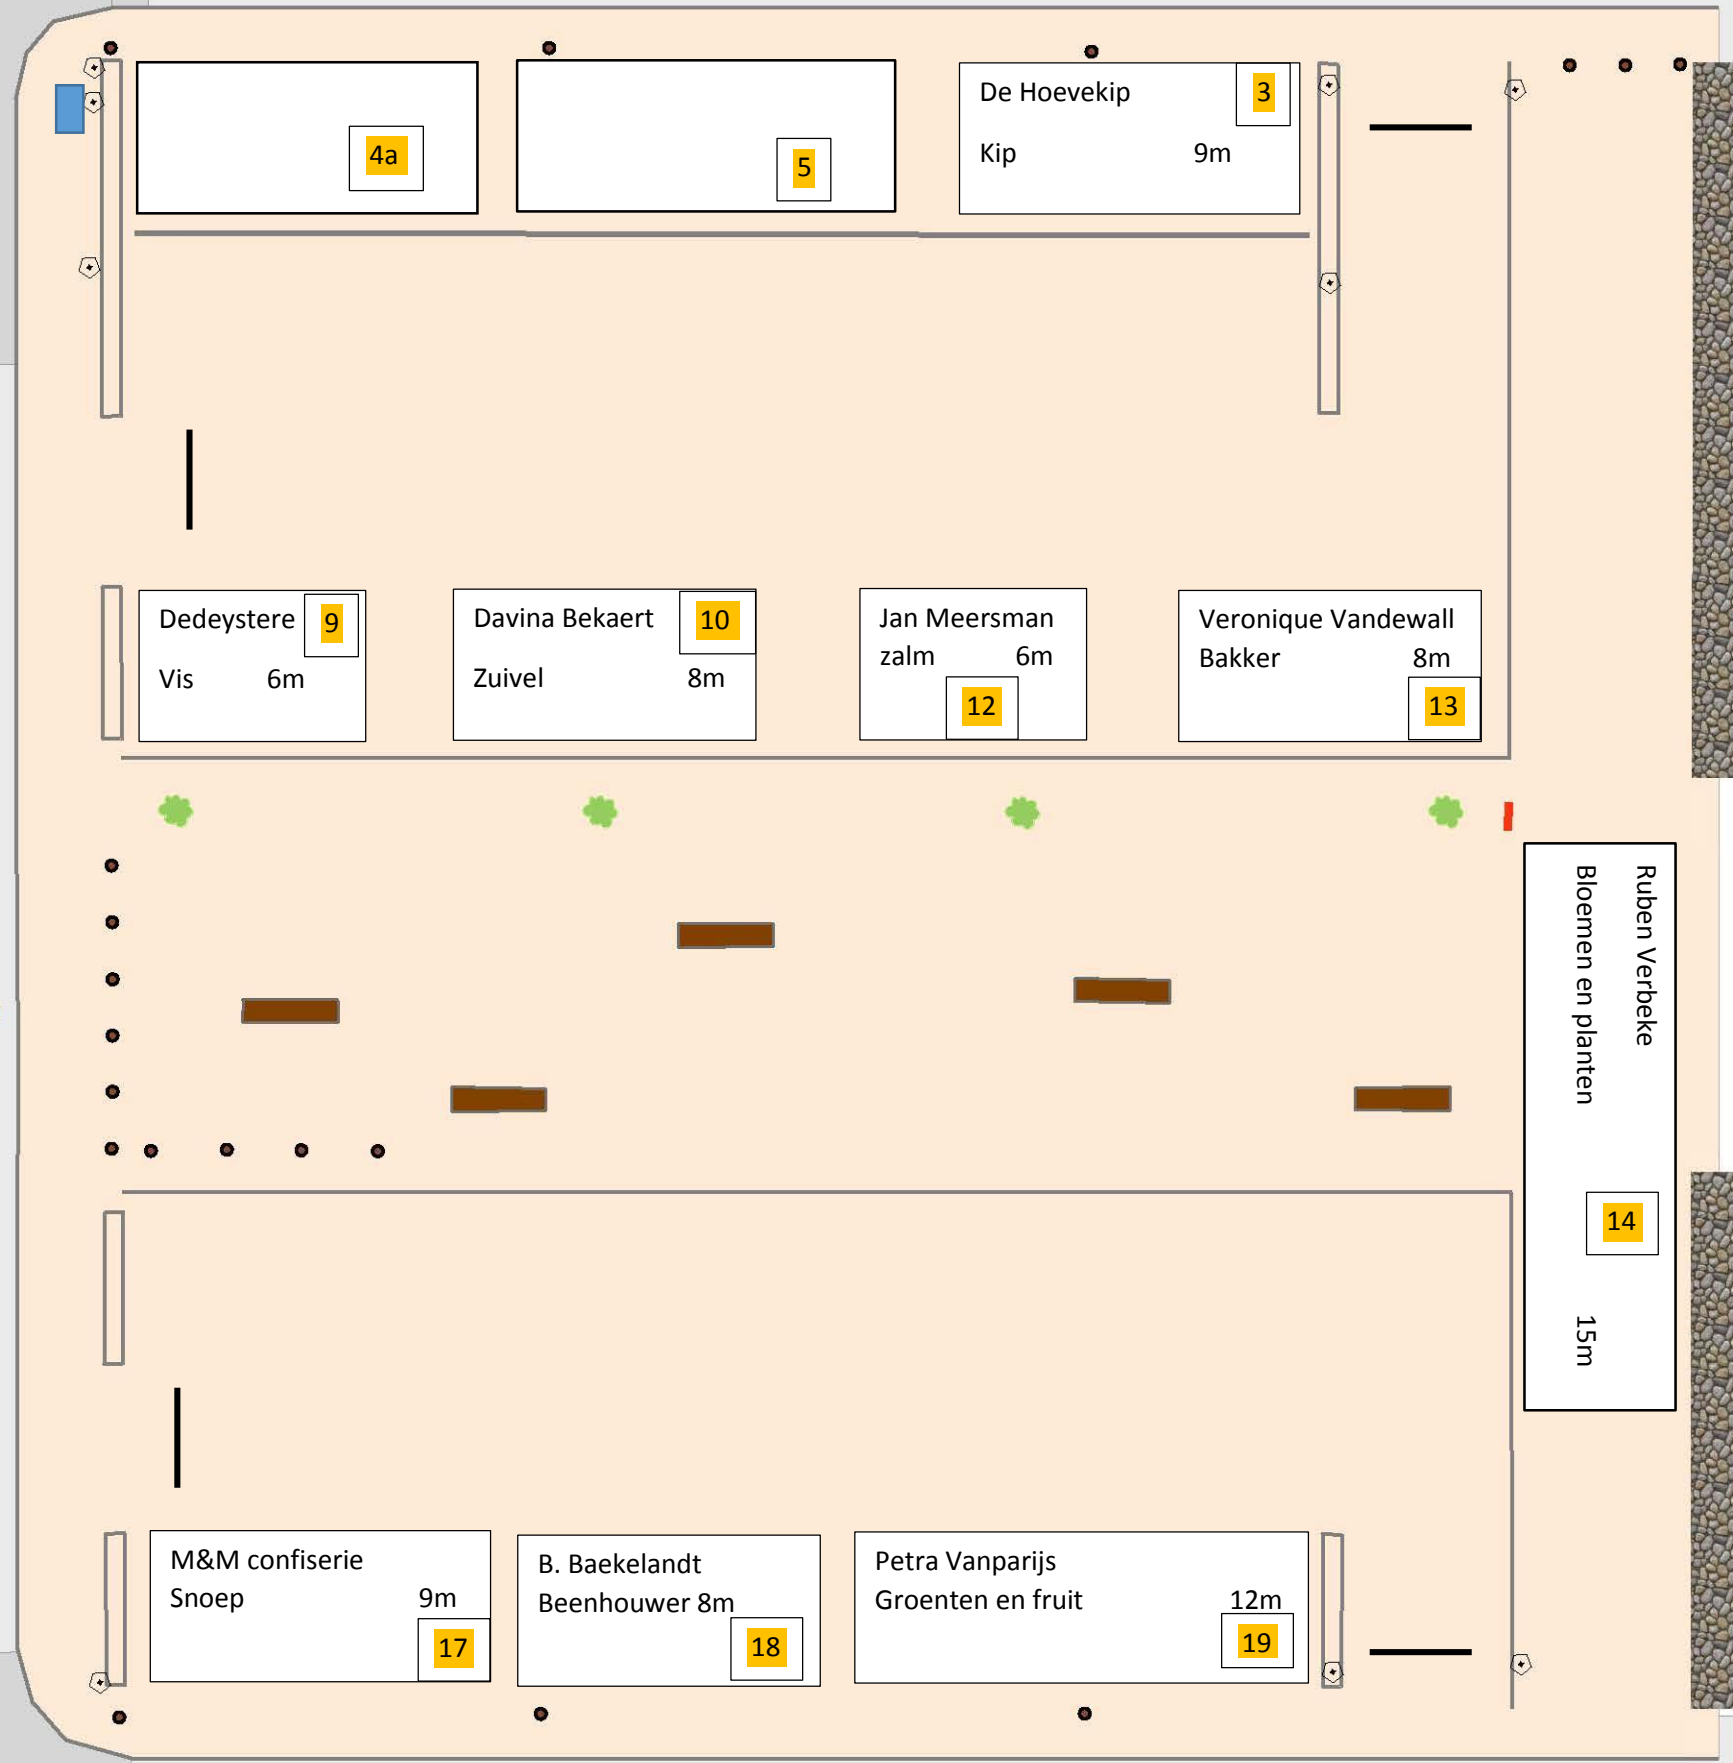 4a
5
De Hoevekip 3
Kip 9m
Dedeystere 9
Vis 6m
Davina Bekaert 10
Zuivel 8m
Jan Meersman
zalm 6m
12
Veronique Vandewall
Bakker 8m
13
Ruben Verbeke
Bloemen en planten
14
15m
M&M confiserie
Snoep 9m
17
B. Baekelandt
Beenhouwer 8m
18
Petra Vanparijs
Groenten en fruit 12m
19